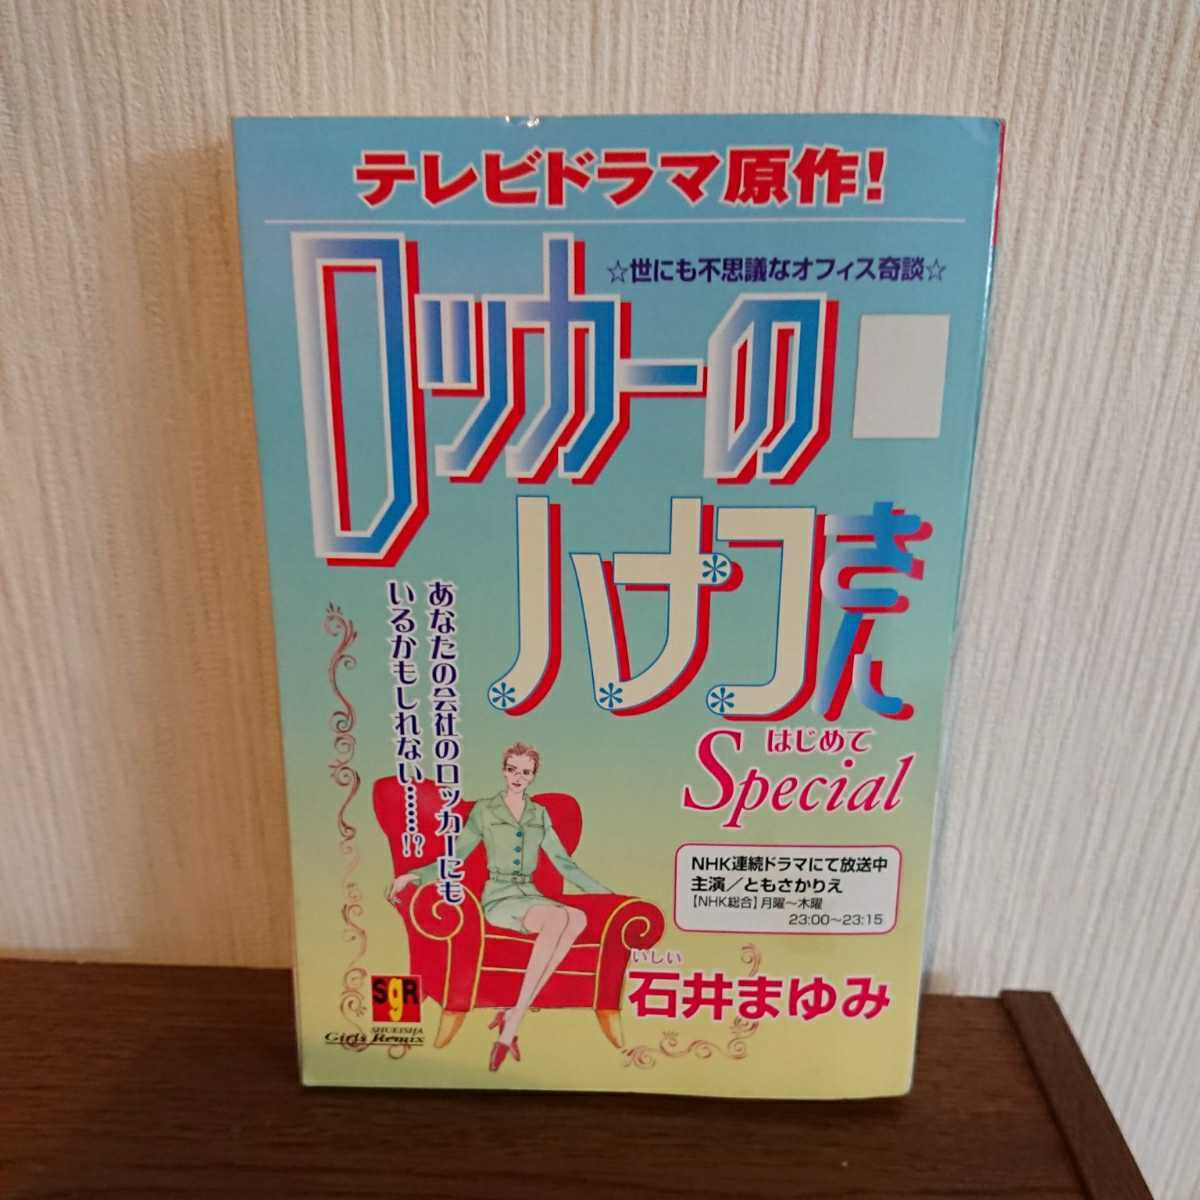 テレビドラマ原作!
☆世にも不思議なオフィス奇談☆
ロッカーの
ハナコさん
はじめて
Special
あなたの会社のロッカーにも
いるかもしれない……!?
NHK連続ドラマにて放送中
主演／ともさかりえ
【NHK総合】月曜〜木曜
23:00〜23:15
いしい
石井まゆみ
SgR
SHUEISHA
Girls Remix